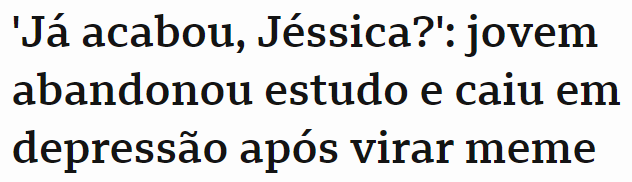 'Já acabou, Jéssica?': jovem
abandonou estudo e caiu em
depressão após virar meme